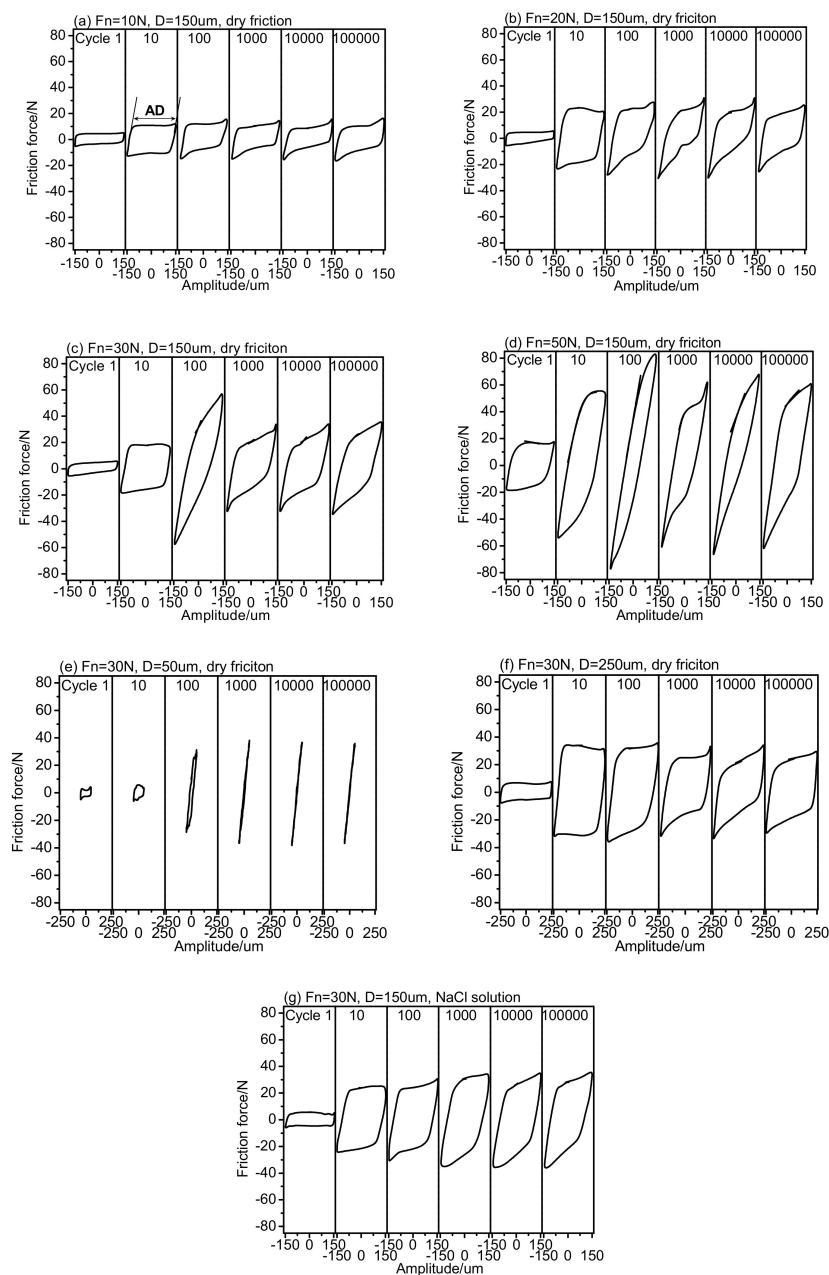 (a) Fn=10N, D=150um, dry friction
Cycle 1 10 100 1000 10000 100000
AD
Friction force/N
80
60
40
20
0
-20
-40
-60
-80
-150 0 150 0 150 0 150
-150 0 150 -150 0 150 -150 0 150
Amplitude/um
(b) Fn=20N, D=150um, dry friciton
Cycle 1 10 100 1000 10000 100000
Friction force/N
80
60
40
20
0
-20
-40
-60
-80
-150 0 150 0 150 0 150
-150 0 150 -150 0 150 -150 0 150
Amplitude/um
(c) Fn=30N, D=150um, dry friciton
Cycle 1 10 100 1000 10000 100000
Friction force/N
80
60
40
20
0
-20
-40
-60
-80
-150 0 150 0 150 0 150
-150 0 150 -150 0 150 -150 0 150
Amplitude/um
(d) Fn=50N, D=150um, dry friciton
Cycle 1 10 100 1000 10000 100000
Friction force/N
80
60
40
20
0
-20
-40
-60
-80
-150 0 150 0 150 0 150
-150 0 150 -150 0 150 -150 0 150
Amplitude/um
(e) Fn=30N, D=50um, dry friciton
Cycle 1 10 100 1000 10000 100000
Friction force/N
80
60
40
20
0
-20
-40
-60
-80
-250 0 250 0 250 0 250
-250 0 250 -250 0 250 -250 0 250
Amplitude/um
(f) Fn=30N, D=250um, dry friciton
Cycle 1 10 100 1000 10000 100000
Friction force/N
80
60
40
20
0
-20
-40
-60
-80
-250 0 250 0 250 0 250
-250 0 250 -250 0 250 -250 0 250
Amplitude/um
(g) Fn=30N, D=150um, NaCl solution
Cycle 1 10 100 1000 10000 100000
Friction force/N
80
60
40
20
0
-20
-40
-60
-80
-150 0 150 0 150 0 150
-150 0 150 -150 0 150 -150 0 150
Amplitude/um